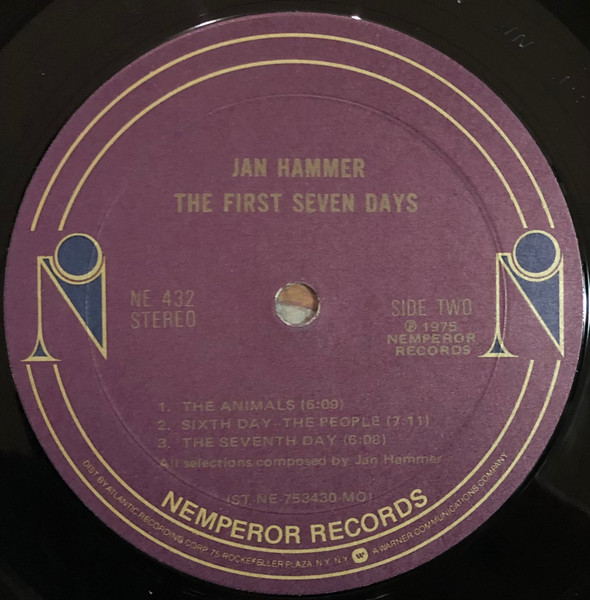 JAN HAMMER
THE FIRST SEVEN DAYS
NE 432
STEREO
SIDE TWO
℗ 1975
NEMPEROR
RECORDS
1. THE ANIMALS (6:09)
2. SIXTH DAY—THE PEOPLE (7:11)
3. THE SEVENTH DAY (6:08)
All selections composed by Jan Hammer
(ST-NE-753430-MO)
NEMPEROR RECORDS
DIST. BY ATLANTIC RECORDING CORP. 75 ROCKEFELLER PLAZA, N.Y., N.Y. W A WARNER COMMUNICATIONS COMPANY